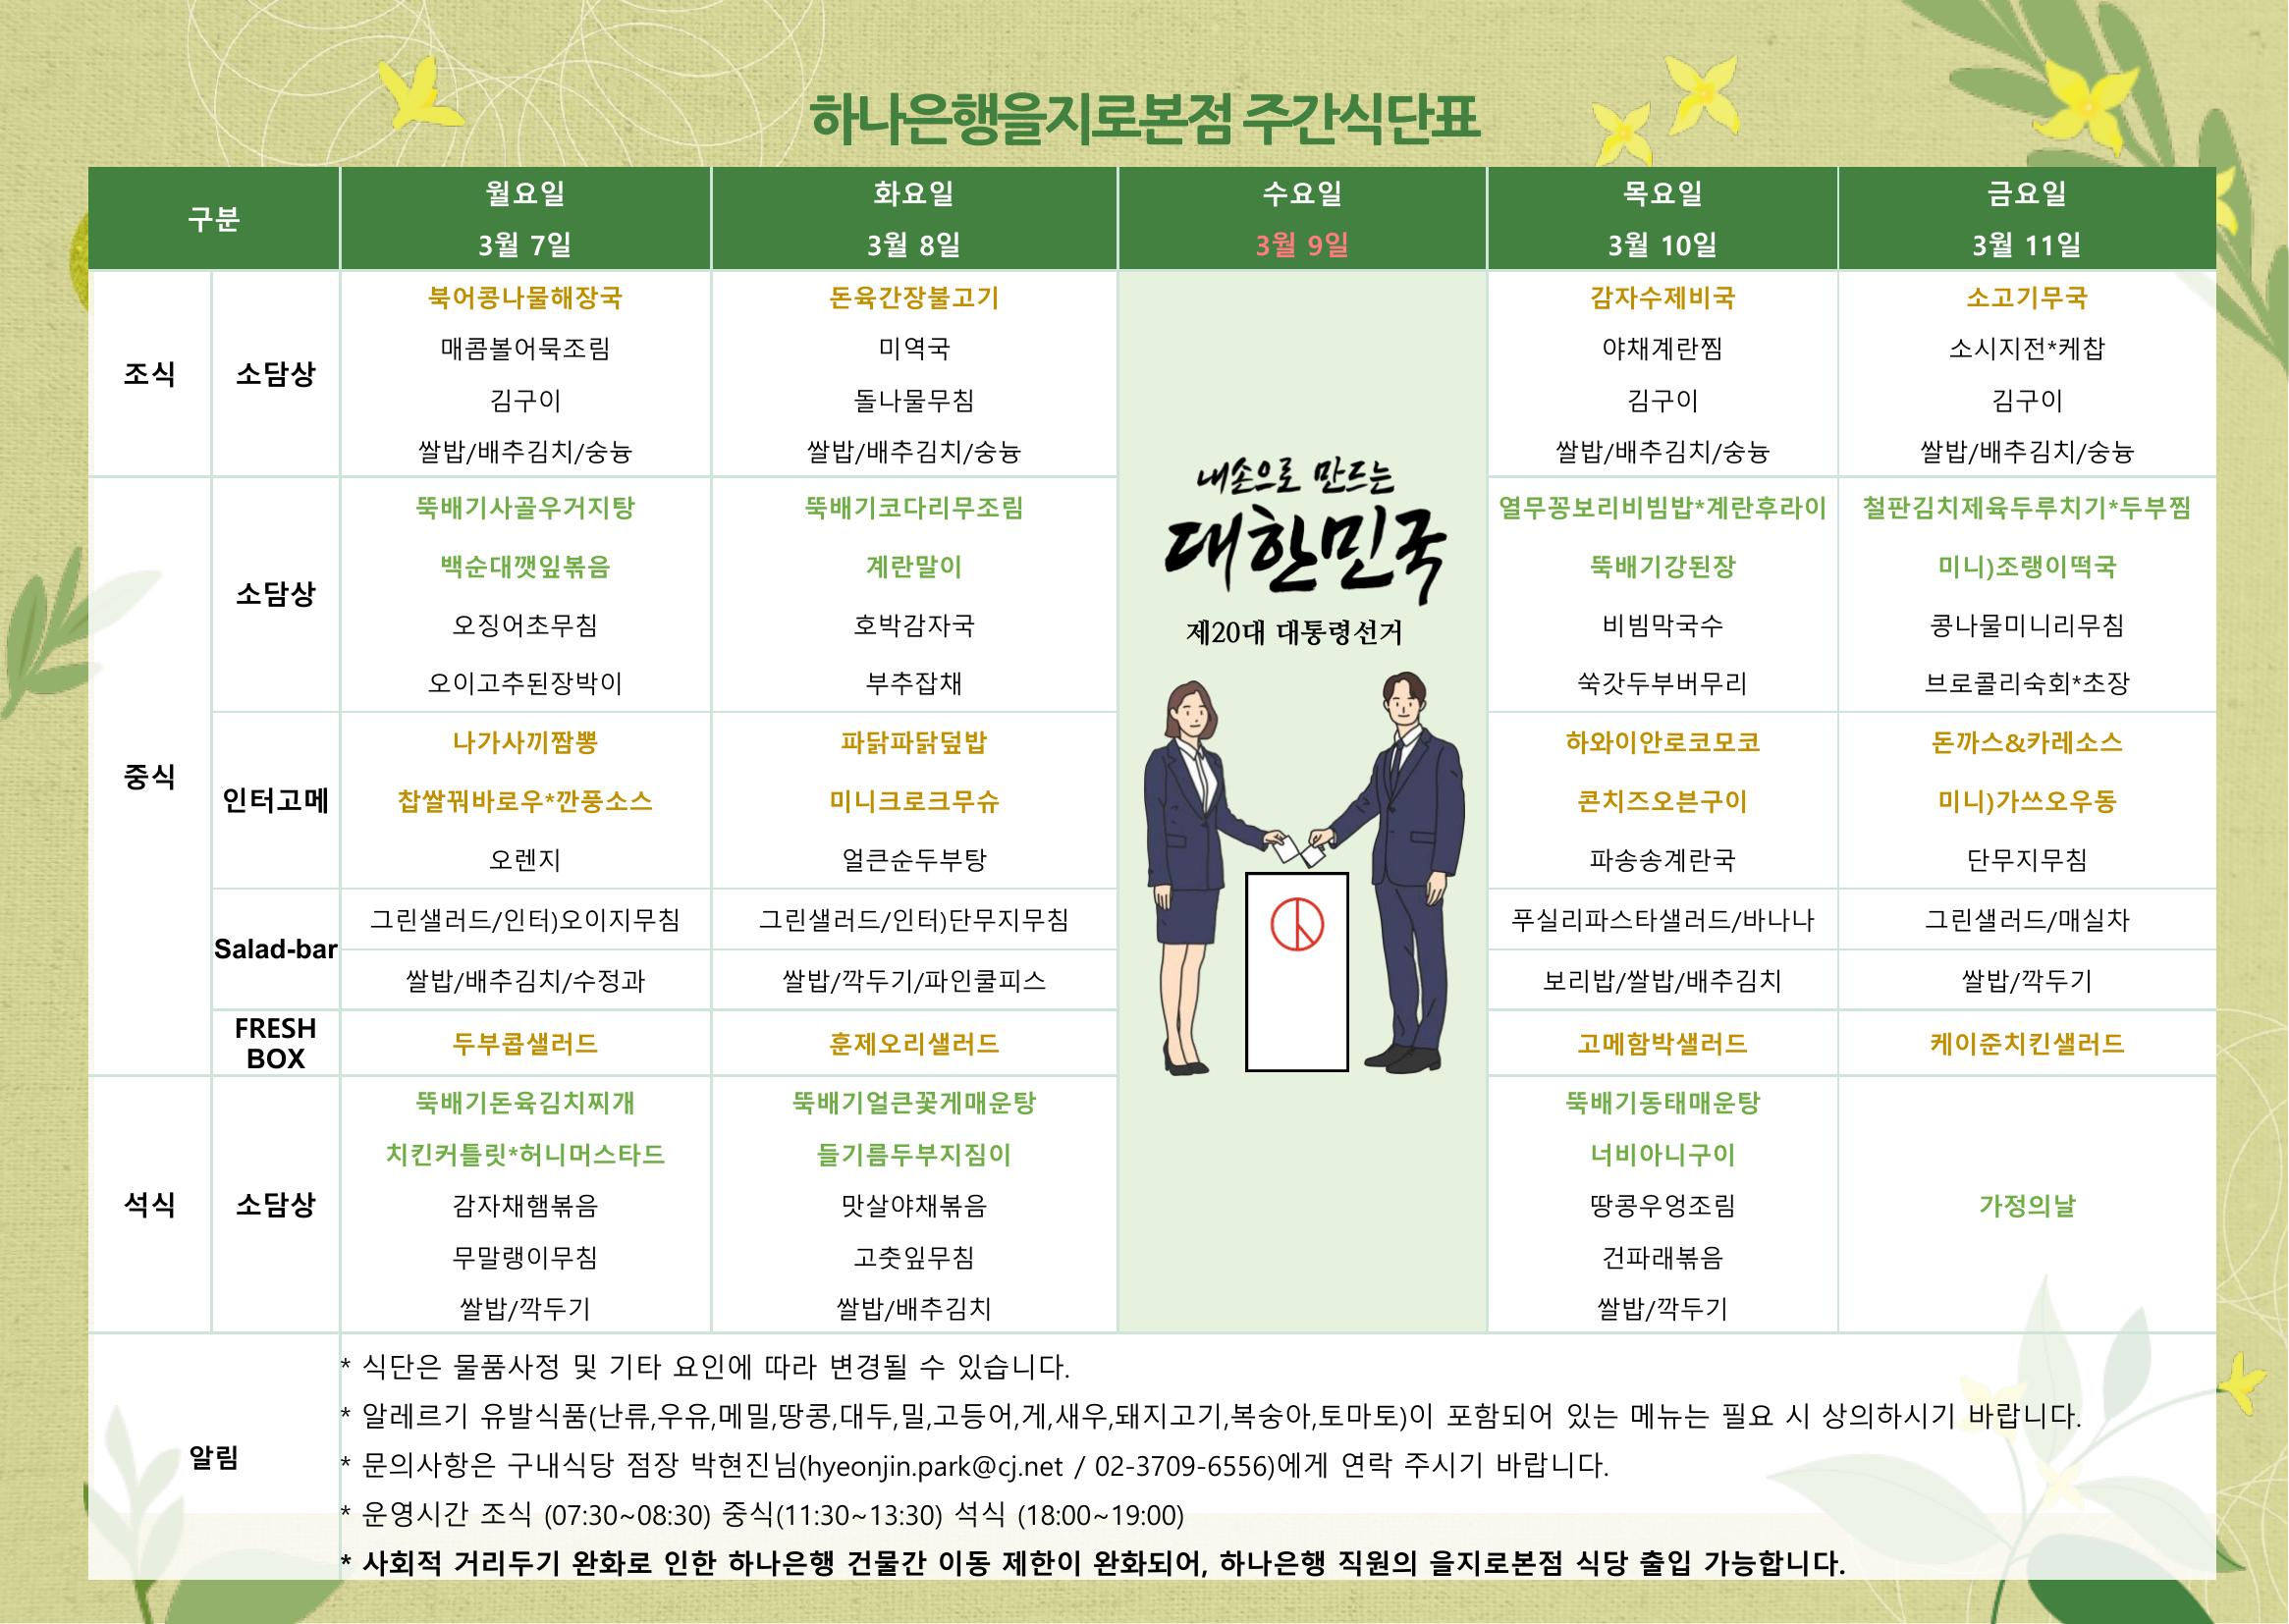 하나은행을지로본점 주간식단표
구분
월요일
3월 7일
화요일
3월 8일
수요일
3월 9일
목요일
3월 10일
금요일
3월 11일
조식
소담상
북어콩나물해장국
매콤볼어묵조림
김구이
쌀밥/배추김치/숭늉
돈육간장불고기
미역국
돌나물무침
쌀밥/배추김치/숭늉
내손으로 만드는
대한민국
제20대 대통령선거
감자수제비국
야채계란찜
김구이
쌀밥/배추김치/숭늉
소고기무국
소시지전*케찹
김구이
쌀밥/배추김치/숭늉
중식
소담상
뚝배기사골우거지탕
백순대깻잎볶음
오징어초무침
오이고추된장박이
뚝배기코다리무조림
계란말이
호박감자국
부추잡채
열무꽁보리비빔밥*계란후라이
뚝배기강된장
비빔막국수
쑥갓두부버무리
철판김치제육두루치기*두부찜
미니)조랭이떡국
콩나물미니리무침
브로콜리숙회*초장
인터고메
나가사끼짬뽕
찹쌀꿔바로우*깐풍소스
오렌지
파닭파닭덮밥
미니크로크무슈
얼큰순두부탕
하와이안로코모코
콘치즈오븐구이
파송송계란국
돈까스&카레소스
미니)가쓰오우동
단무지무침
Salad-bar
그린샐러드/인터)오이지무침
쌀밥/배추김치/수정과
그린샐러드/인터)단무지무침
쌀밥/깍두기/파인쿨피스
푸실리파스타샐러드/바나나
보리밥/쌀밥/배추김치
그린샐러드/매실차
쌀밥/깍두기
FRESH
BOX
두부콥샐러드
훈제오리샐러드
고메함박샐러드
케이준치킨샐러드
석식
소담상
뚝배기돈육김치찌개
치킨커틀릿*허니머스타드
감자채햄볶음
무말랭이무침
쌀밥/깍두기
뚝배기얼큰꽃게매운탕
들기름두부지짐이
맛살야채볶음
고춧잎무침
쌀밥/배추김치
뚝배기동태매운탕
너비아니구이
땅콩우엉조림
건파래볶음
쌀밥/깍두기
가정의날
알림
* 식단은 물품사정 및 기타 요인에 따라 변경될 수 있습니다.
* 알레르기 유발식품(난류,우유,메밀,땅콩,대두,밀,고등어,게,새우,돼지고기,복숭아,토마토)이 포함되어 있는 메뉴는 필요 시 상의하시기 바랍니다.
* 문의사항은 구내식당 점장 박현진님(hyeonjin.park@cj.net / 02-3709-6556)에게 연락 주시기 바랍니다.
* 운영시간 조식 (07:30~08:30) 중식(11:30~13:30) 석식 (18:00~19:00)
* 사회적 거리두기 완화로 인한 하나은행 건물간 이동 제한이 완화되어, 하나은행 직원의 을지로본점 식당 출입 가능합니다.